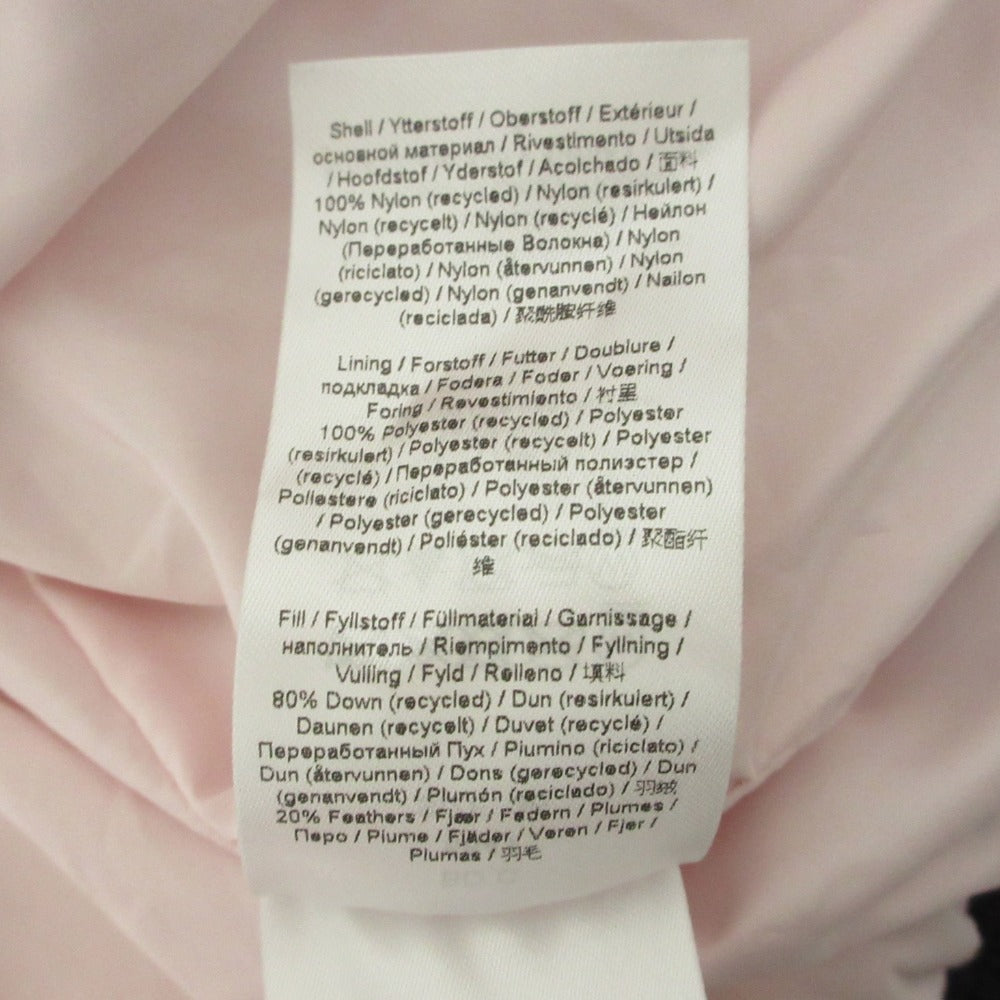 Shell / Ytterstoff / Oberstoff / Extérieur /
основной материал / Rivestimento / Utsida
/ Hoofdstof / Yderstof / Acolchado / 面料
100% Nylon (recycled) / Nylon (resirkulert) /
Nylon (recycelt) / Nylon (recyclé) / Нейлон
(Переработанные Волокна) / Nylon
(riciclato) / Nylon (återvunnen) / Nylon
(gerecycled) / Nylon (genanvendt) / Nailon
(reciclada) / 聚酰胺纤维
Lining / Forstoff / Futter / Doublure /
подкладка / Fodera / Foder / Voering /
Foring / Revestimiento / 衬里
100% Polyester (recycled) / Polyester
(resirkulert) / Polyester (recycelt) / Polyester
(recyclé) / Переработанный полиэстер /
Poliestere (riciclato) / Polyester (återvunnen)
/ Polyester (gerecycled) / Polyester
(genanvendt) / Poliéster (reciclado) / 聚酯纤
维
Fill / Fyllstoff / Füllmaterial / Garnissage /
наполнитель / Riempimento / Fyllning /
Vulling / Fyld / Relleno / 填料
80% Down (recycled) / Dun (resirkulert) /
Daunen (recycelt) / Duvet (recyclé) /
Переработанный Пух / Piumino (riciclato) /
Dun (återvunnen) / Dons (gerecycled) / Dun
(genanvendt) / Plumón (reciclado) / 羽绒
20% Feathers / Fjær / Federn / Plumes /
Перо / Piume / Fjäder / Veren / Fjer /
Plumas / 羽毛